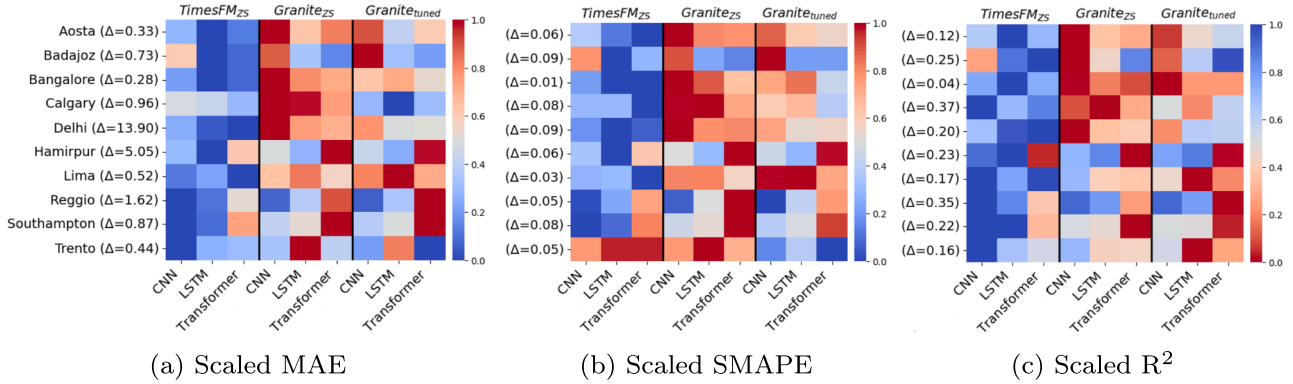 TimesFM_ZS Granite_ZS Granite_tuned
Aosta (Δ=0.33)
Badajoz (Δ=0.73)
Bangalore (Δ=0.28)
Calgary (Δ=0.96)
Delhi (Δ=13.90)
Hamirpur (Δ=5.05)
Lima (Δ=0.52)
Reggio (Δ=1.62)
Southampton (Δ=0.87)
Trento (Δ=0.44)
1.0
0.8
0.6
0.4
0.2
0.0
CNN LSTM Transformer CNN LSTM Transformer CNN LSTM Transformer
(a) Scaled MAE
TimesFM_ZS Granite_ZS Granite_tuned
(Δ=0.06)
(Δ=0.09)
(Δ=0.01)
(Δ=0.08)
(Δ=0.09)
(Δ=0.06)
(Δ=0.03)
(Δ=0.05)
(Δ=0.08)
(Δ=0.05)
1.0
0.8
0.6
0.4
0.2
0.0
CNN LSTM Transformer CNN LSTM Transformer CNN LSTM Transformer
(b) Scaled SMAPE
TimesFM_ZS Granite_ZS Granite_tuned
(Δ=0.12)
(Δ=0.25)
(Δ=0.04)
(Δ=0.37)
(Δ=0.20)
(Δ=0.23)
(Δ=0.17)
(Δ=0.35)
(Δ=0.22)
(Δ=0.16)
1.0
0.8
0.6
0.4
0.2
0.0
CNN LSTM Transformer CNN LSTM Transformer CNN LSTM Transformer
(c) Scaled R²